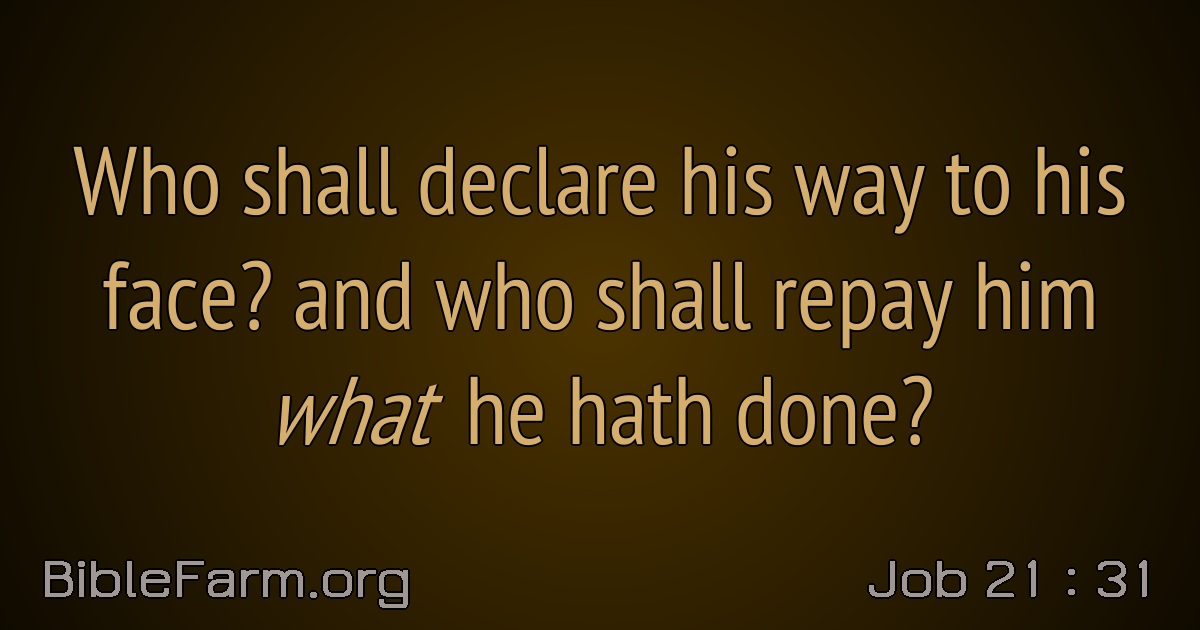 Who shall declare his way to his
face? and who shall repay him
what he hath done?
BibleFarm.org
Job 21 : 31